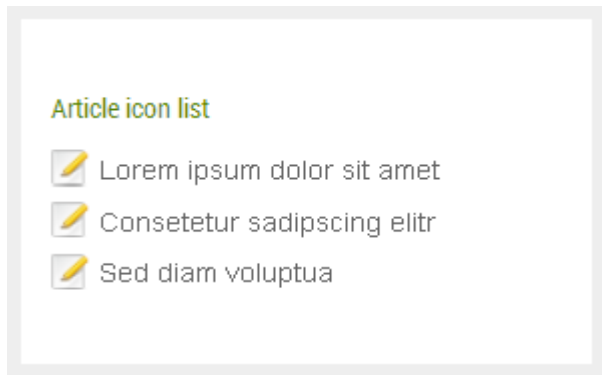 Article icon list
Lorem ipsum dolor sit amet
Consetetur sadipscing elitr
Sed diam voluptua